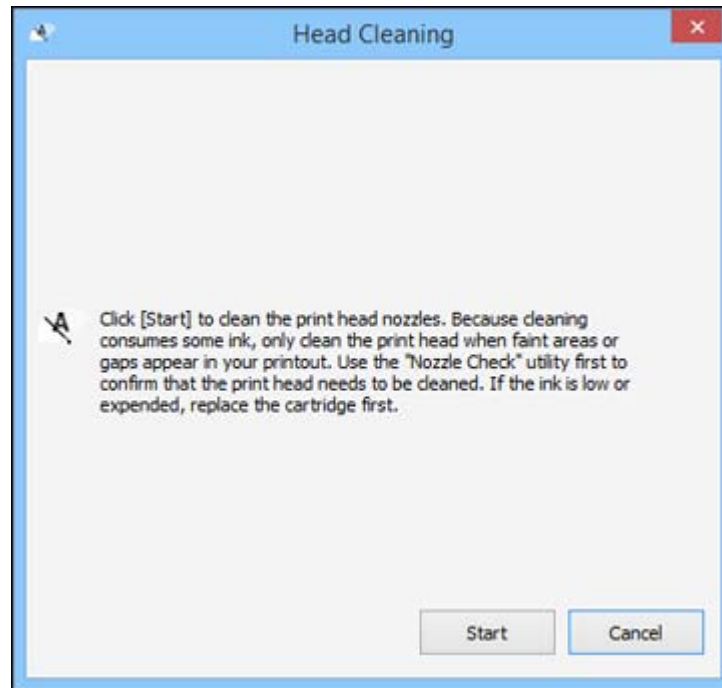 Head Cleaning
Click [Start] to clean the print head nozzles. Because cleaning
consumes some ink, only clean the print head when faint areas or
gaps appear in your printout. Use the "Nozzle Check" utility first to
confirm that the print head needs to be cleaned. If the ink is low or
expended, replace the cartridge first.
Start Cancel